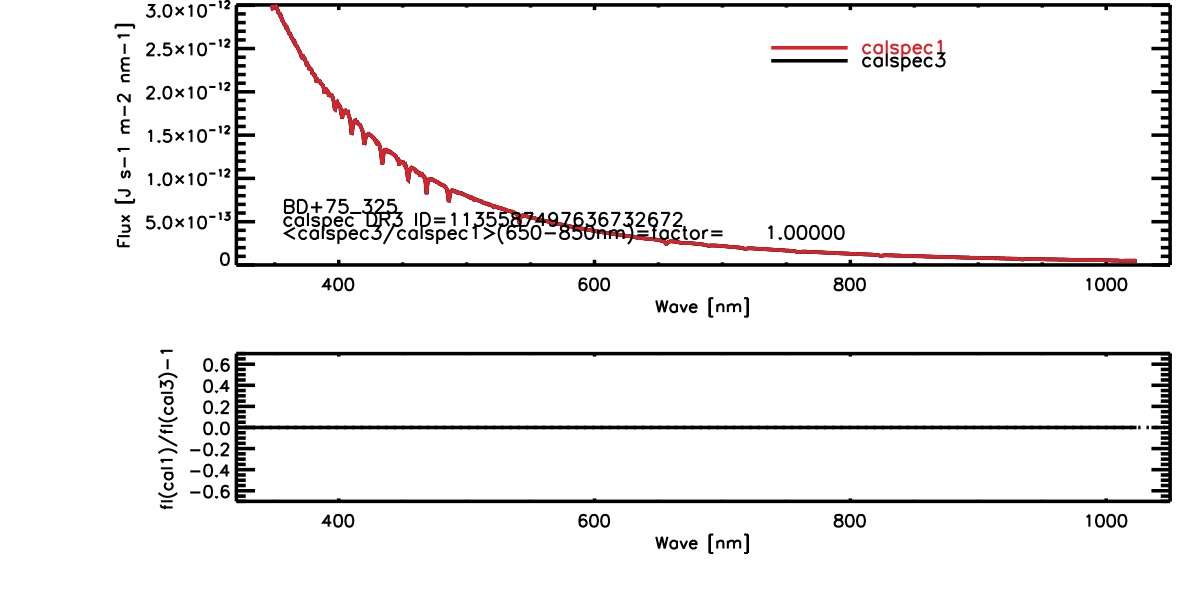 3.0×10−12
2.5×10−12
2.0×10−12
1.5×10−12
1.0×10−12
5.0×10−13
0
Flux [J s−1 m−2 nm−1]
calspec1
calspec3
BD+75_325
calspec DR3 ID=1135587497636732672
<calspec3/calspec1>(650−850nm)=factor= 1.00000
400 600 800 1000
Wave [nm]
0.6
0.4
0.2
0.0
−0.2
−0.4
−0.6
fl(cal1)/fl(cal3)−1
400 600 800 1000
Wave [nm]